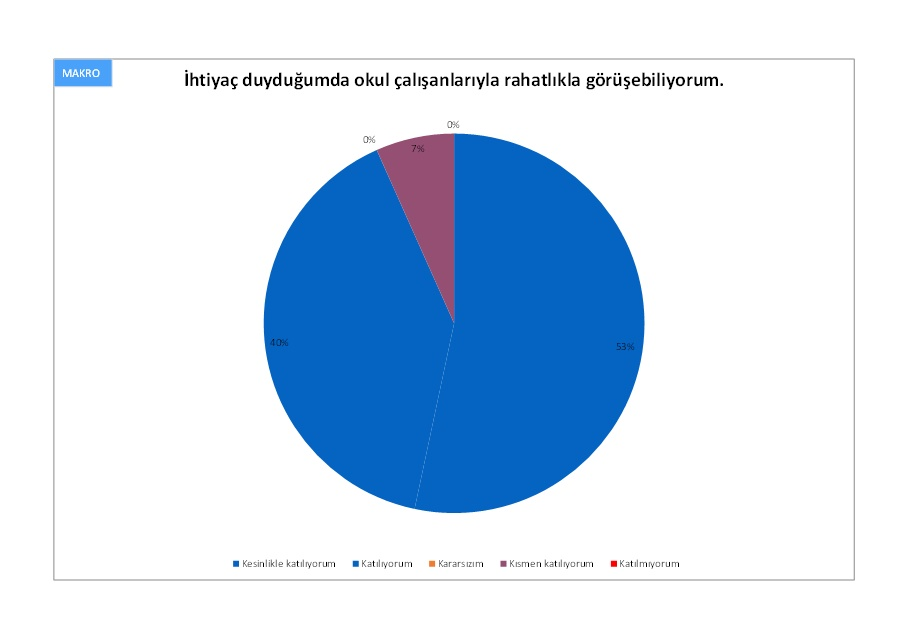 MAKRO
İhtiyaç duyduğumda okul çalışanlarıyla rahatlıkla görüşebiliyorum.
0%
0%
7%
40%
53%
Kesinlikle katılıyorum Katılıyorum Kararsızım Kısmen katılıyorum Katılmıyorum